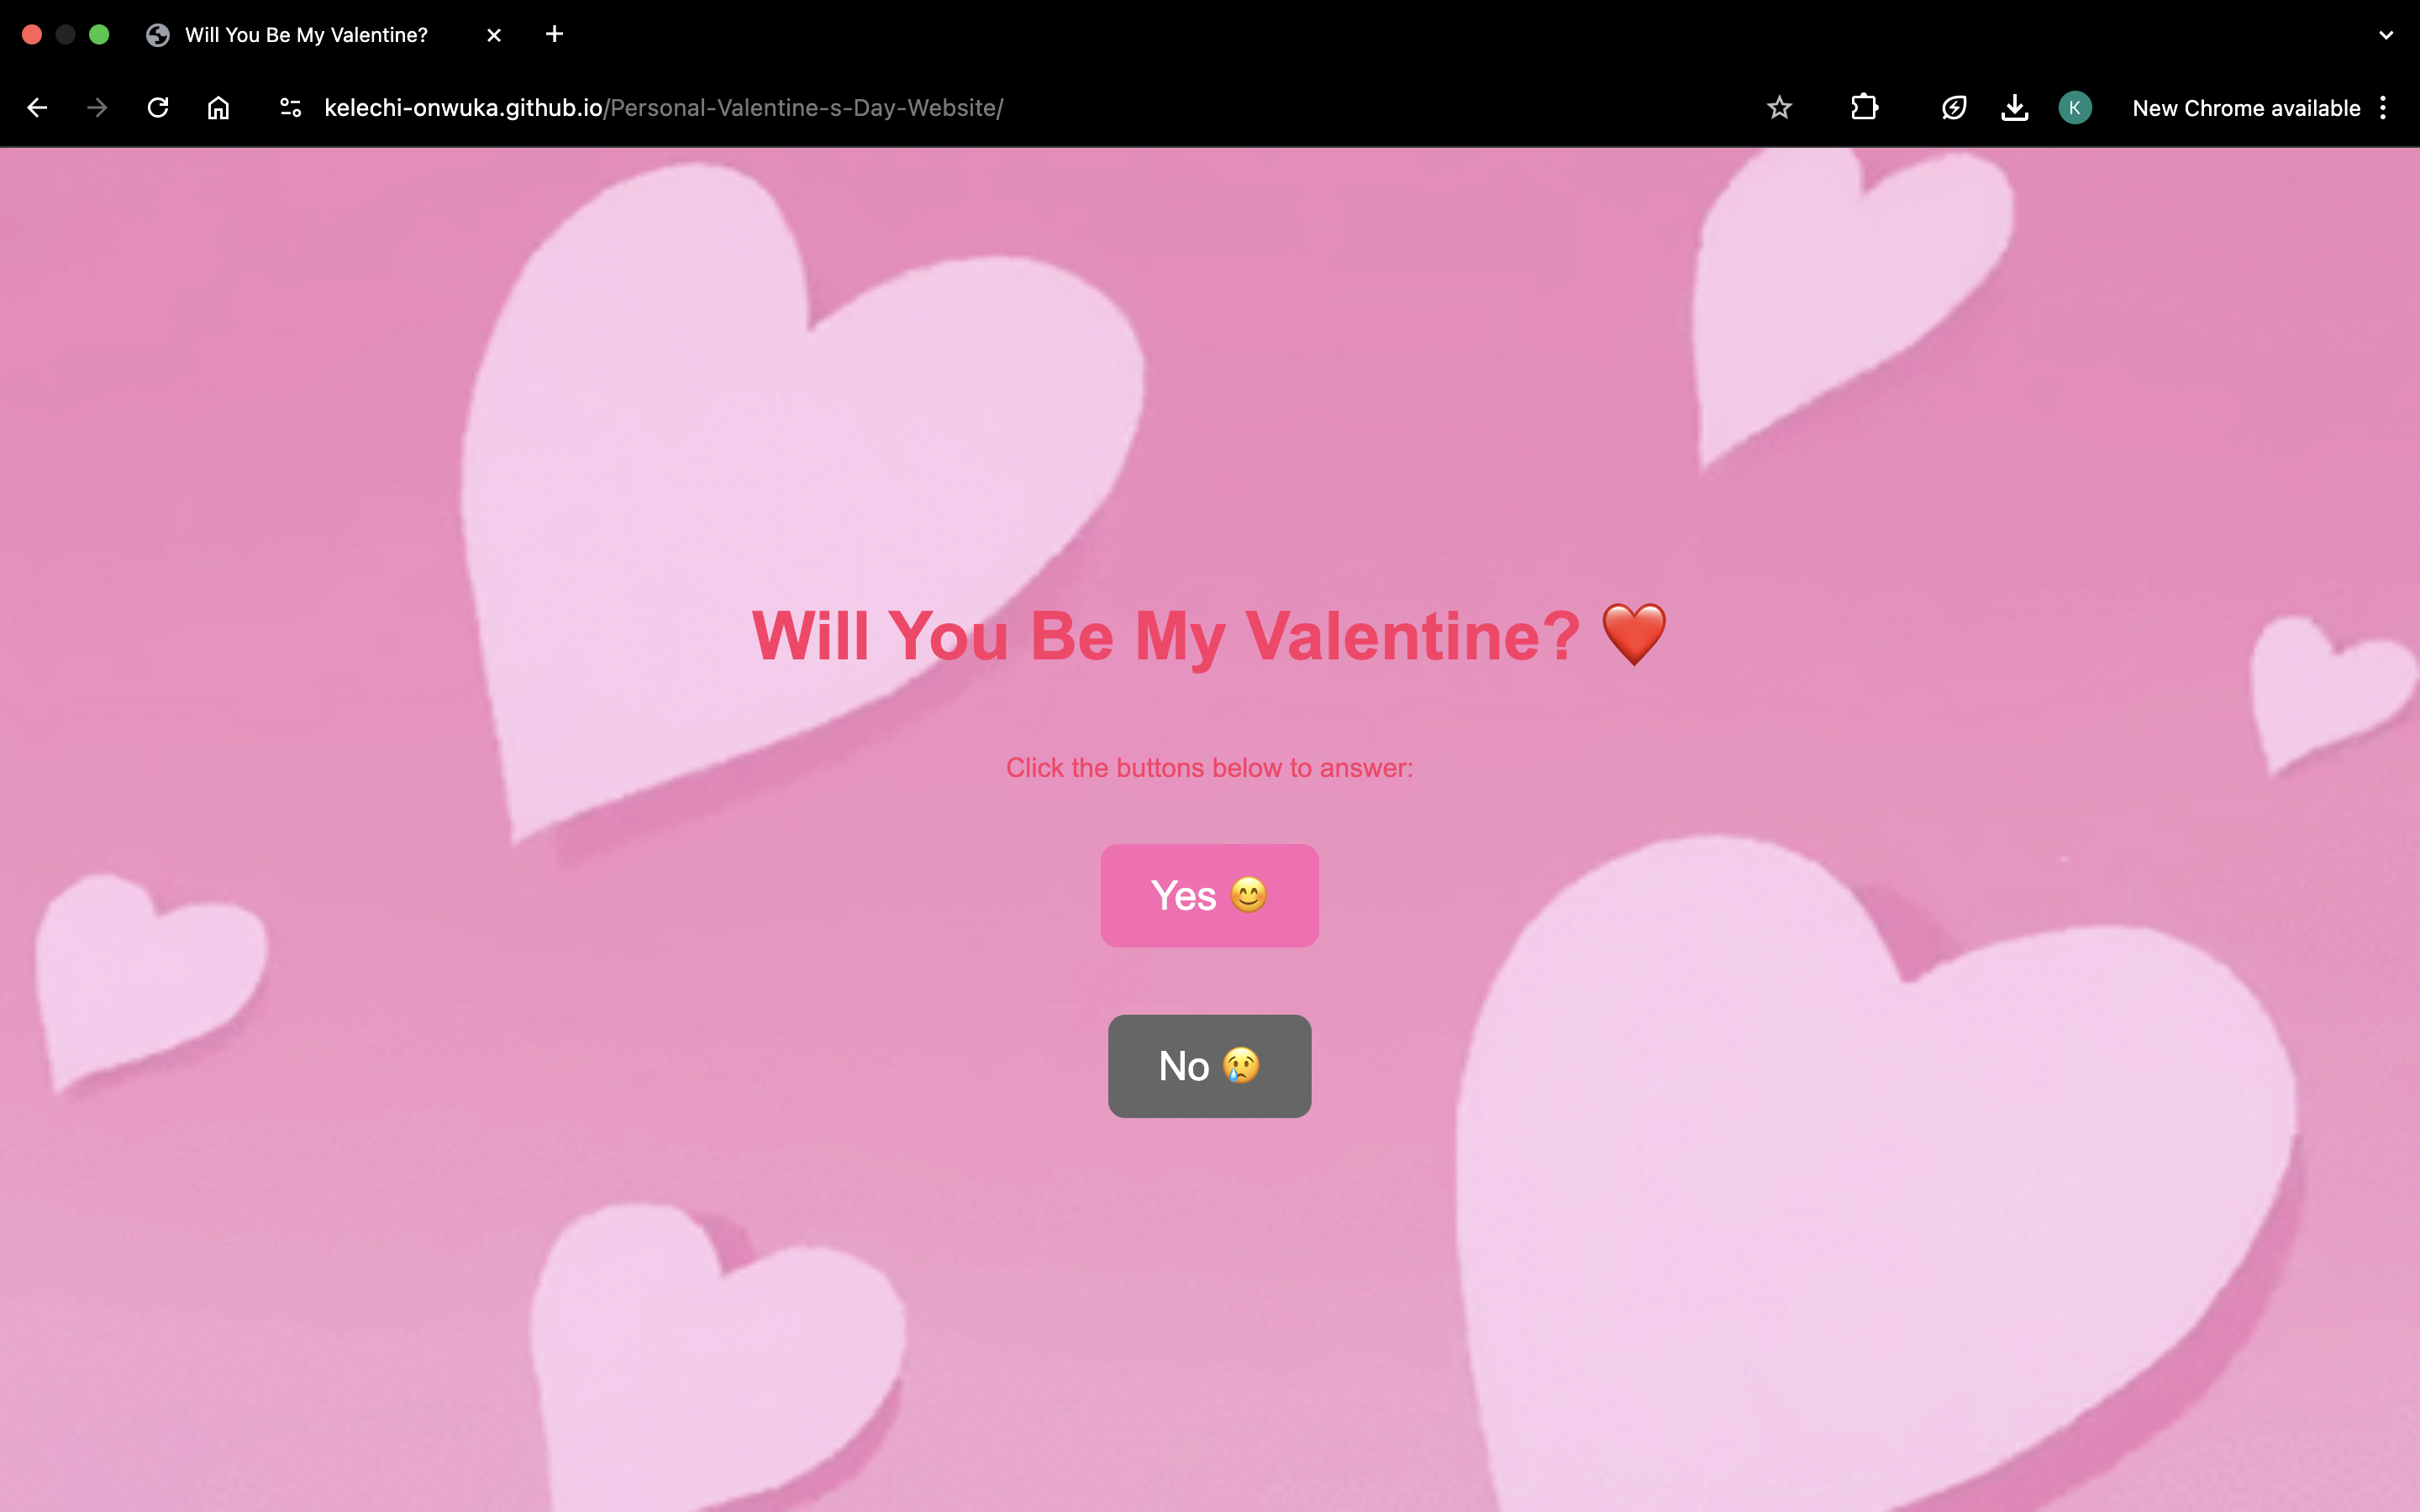 Will You Be My Valentine?
kelechi-onwuka.github.io/Personal-Valentine-s-Day-Website/
K
New Chrome available
Will You Be My Valentine? ❤️
Click the buttons below to answer:
Yes 😊
No 😢